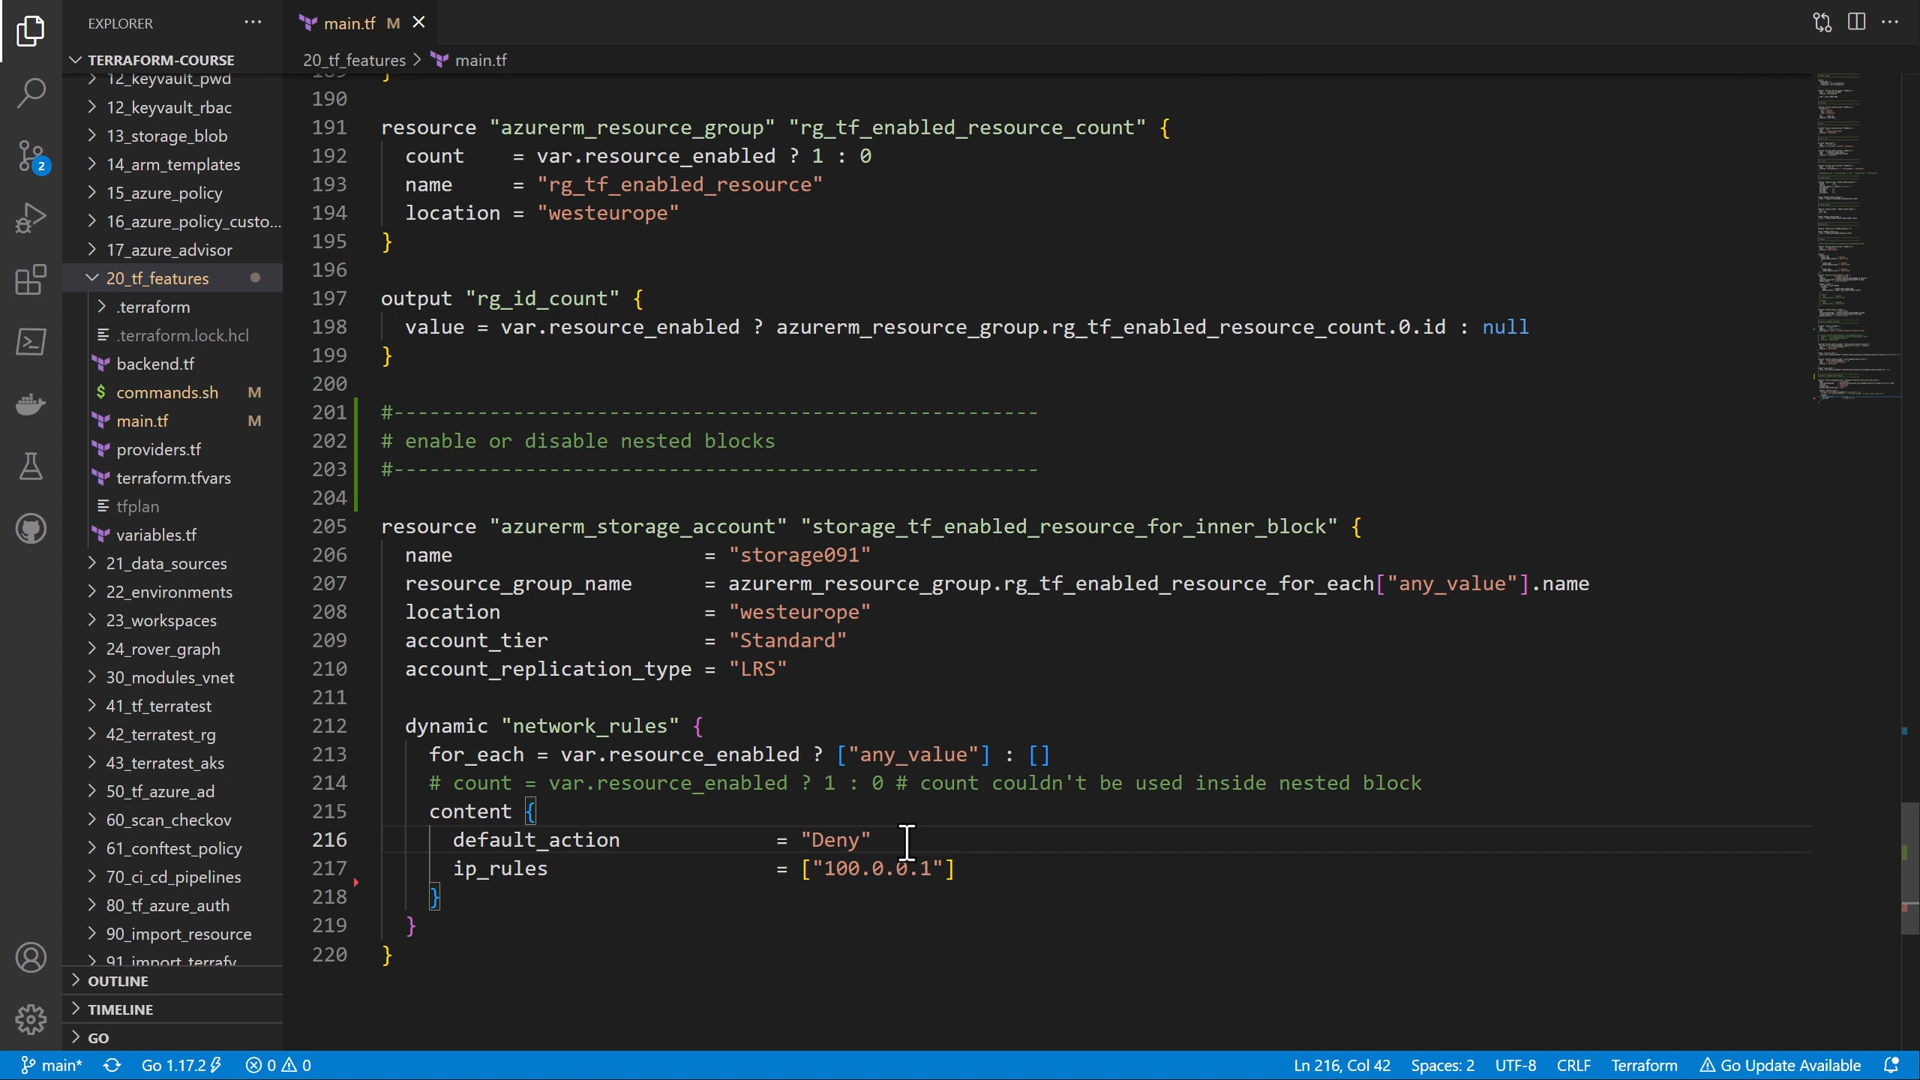 EXPLORER
TERRAFORM-COURSE
12_keyvault_pwd
12_keyvault_rbac
13_storage_blob
14_arm_templates
15_azure_policy
16_azure_policy_custo...
17_azure_advisor
20_tf_features
.terraform
.terraform.lock.hcl
backend.tf
$ commands.sh M
main.tf M
providers.tf
terraform.tfvars
tfplan
variables.tf
21_data_sources
22_environments
23_workspaces
24_rover_graph
30_modules_vnet
41_tf_terratest
42_terratest_rg
43_terratest_aks
50_tf_azure_ad
60_scan_checkov
61_conftest_policy
70_ci_cd_pipelines
80_tf_azure_auth
90_import_resource
91_import_terrafy
OUTLINE
TIMELINE
GO
2
main.tf M
20_tf_features > main.tf
189 }
190
191 resource "azurerm_resource_group" "rg_tf_enabled_resource_count" {
192 count = var.resource_enabled ? 1 : 0
193 name = "rg_tf_enabled_resource"
194 location = "westeurope"
195 }
196
197 output "rg_id_count" {
198 value = var.resource_enabled ? azurerm_resource_group.rg_tf_enabled_resource_count.0.id : null
199 }
200
201 #------------------------------------------------------
202 # enable or disable nested blocks
203 #------------------------------------------------------
204
205 resource "azurerm_storage_account" "storage_tf_enabled_resource_for_inner_block" {
206 name = "storage091"
207 resource_group_name = azurerm_resource_group.rg_tf_enabled_resource_for_each["any_value"].name
208 location = "westeurope"
209 account_tier = "Standard"
210 account_replication_type = "LRS"
211
212 dynamic "network_rules" {
213 for_each = var.resource_enabled ? ["any_value"] : []
214 # count = var.resource_enabled ? 1 : 0 # count couldn't be used inside nested block
215 content {
216 default_action = "Deny"
217 ip_rules = ["100.0.0.1"]
218 }
219 }
220 }
main* Go 1.17.2 0 0 Ln 216, Col 42 Spaces: 2 UTF-8 CRLF Terraform Go Update Available